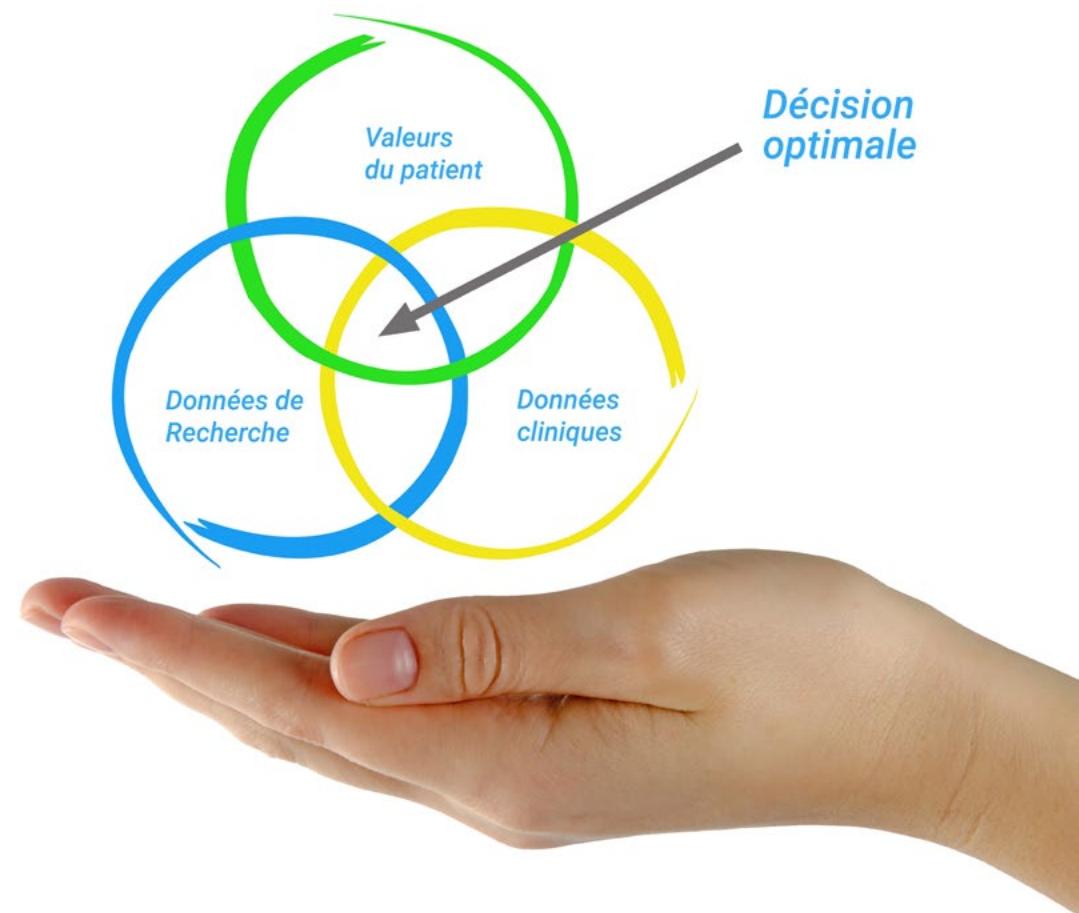 Valeurs
du patient
Décision
optimale
Données de
Recherche
Données
cliniques